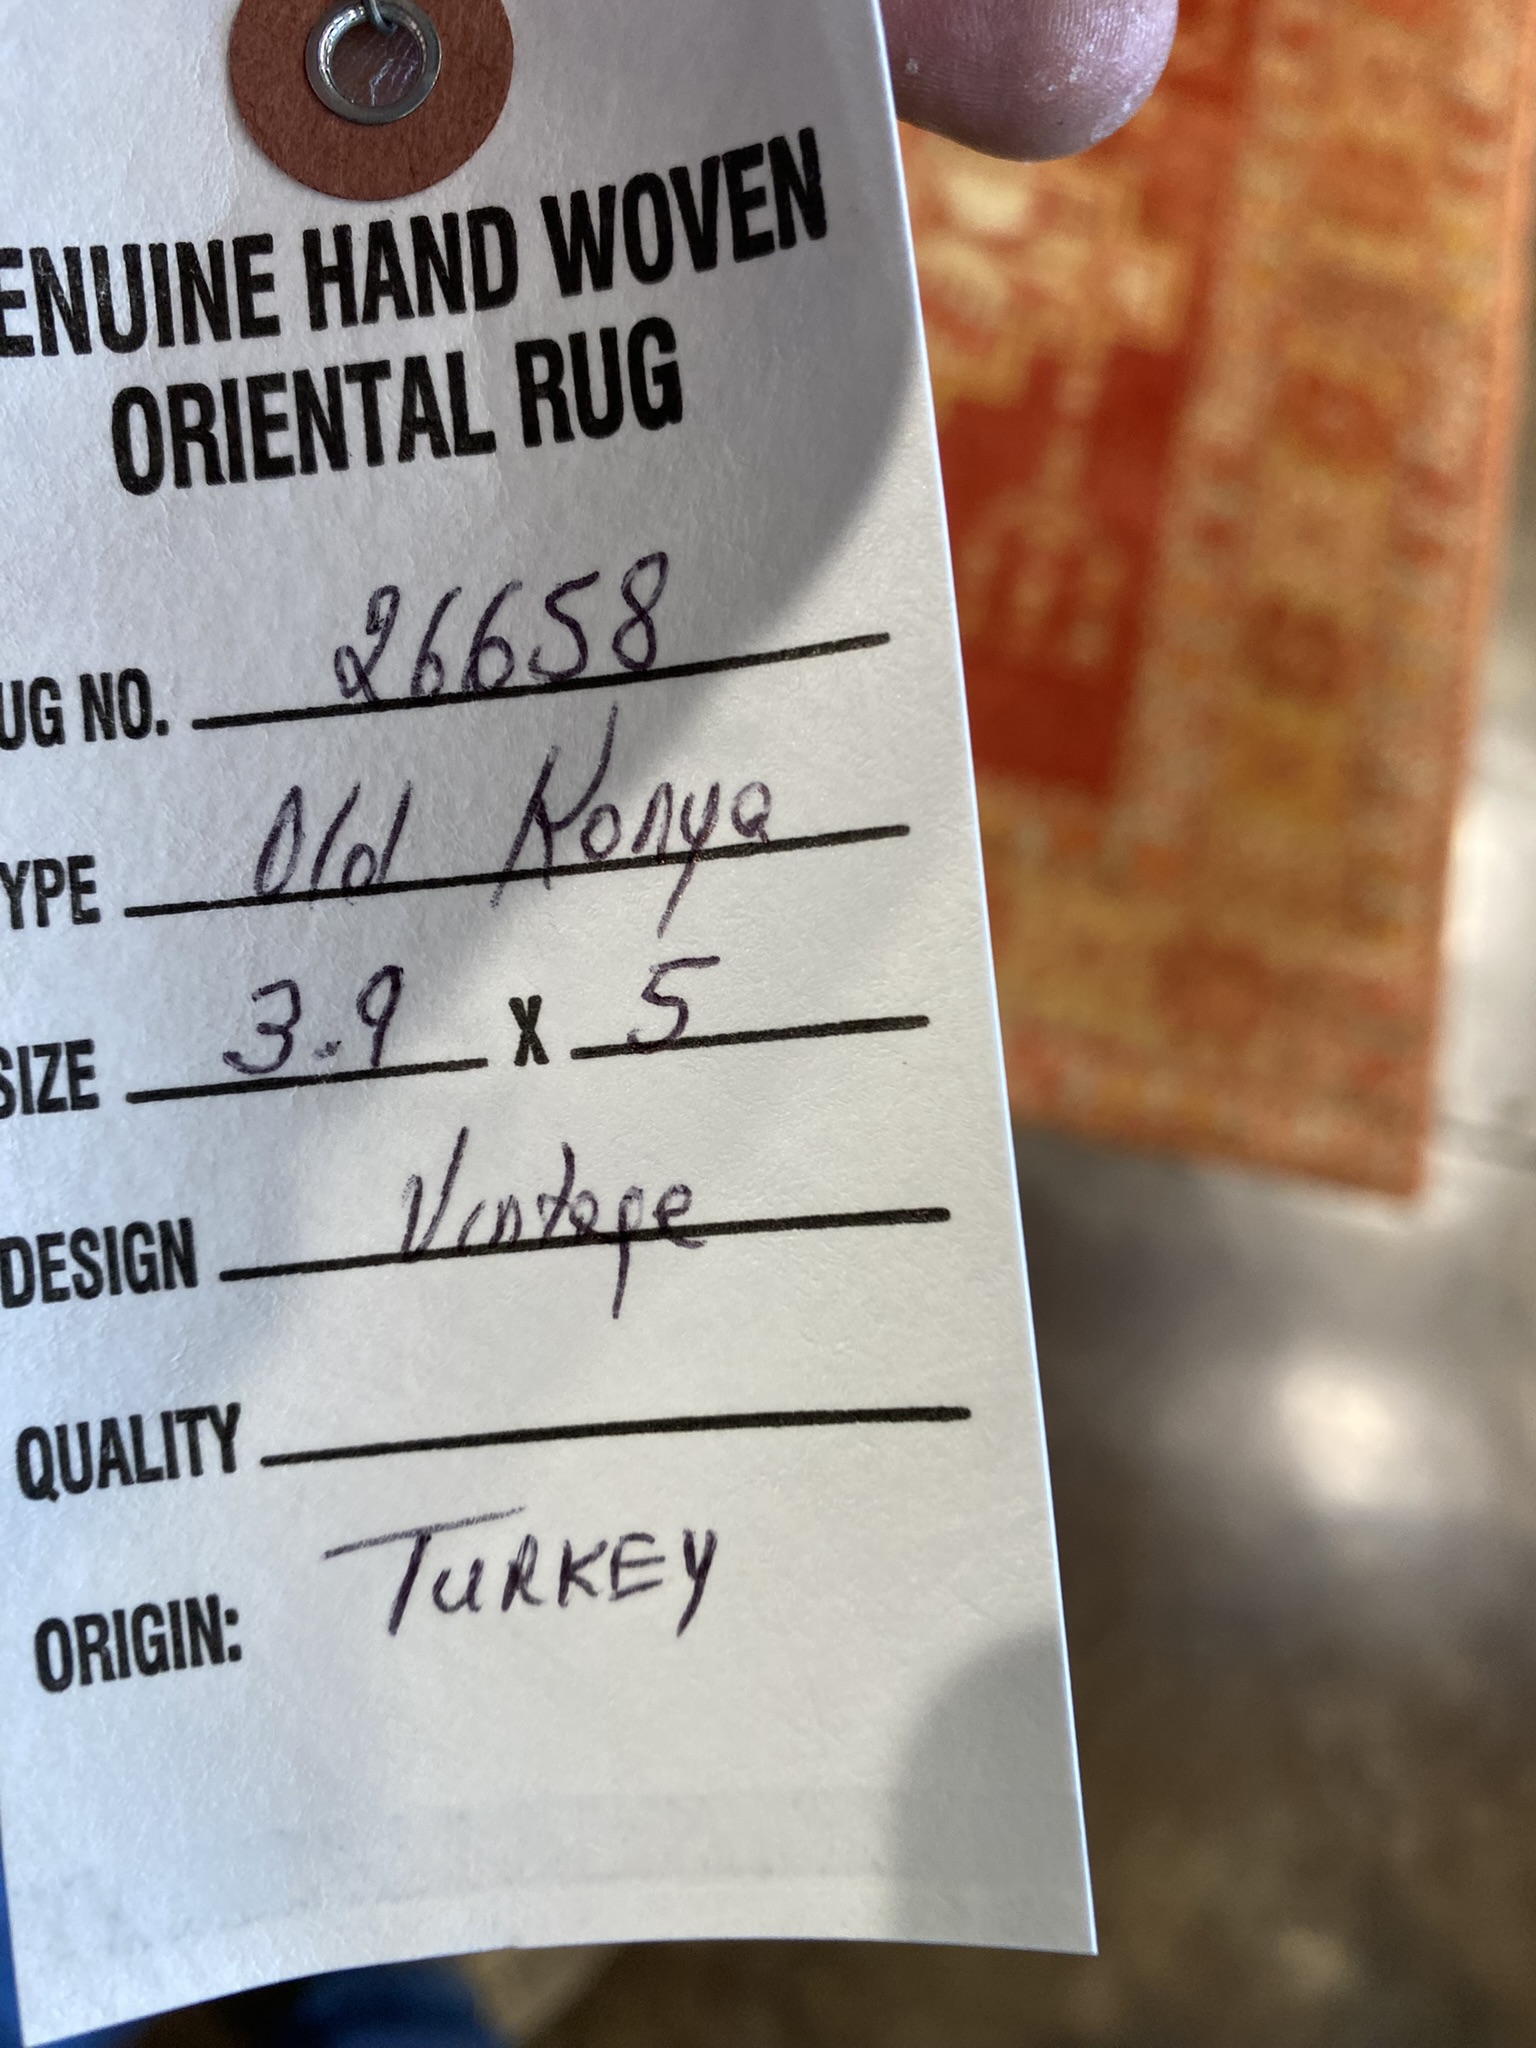 ENUINE HAND WOVEN
ORIENTAL RUG
UG NO. 26658
YPE Old Konya
SIZE 3.9 X 5
DESIGN Vintage
QUALITY
ORIGIN: TURKEY